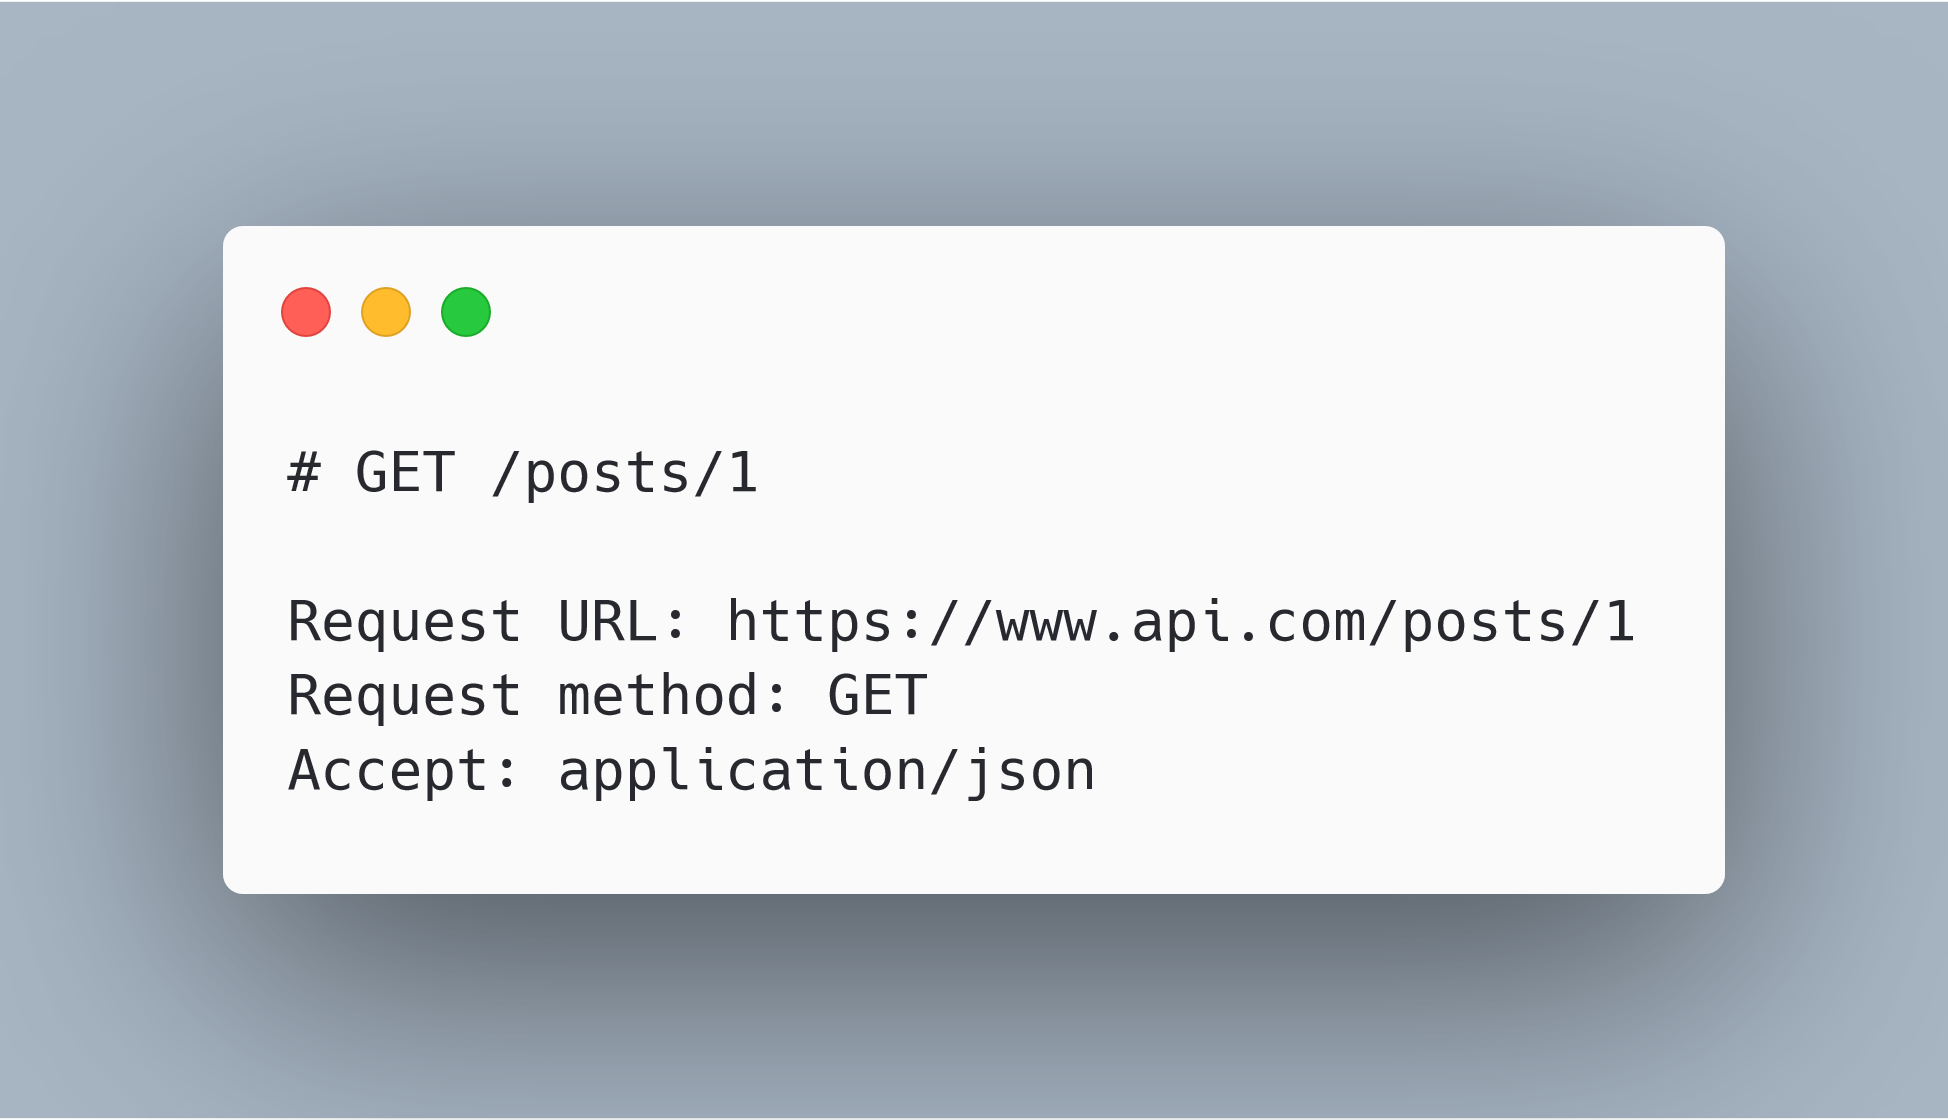 # GET /posts/1
Request URL: https://www.api.com/posts/1
Request method: GET
Accept: application/json